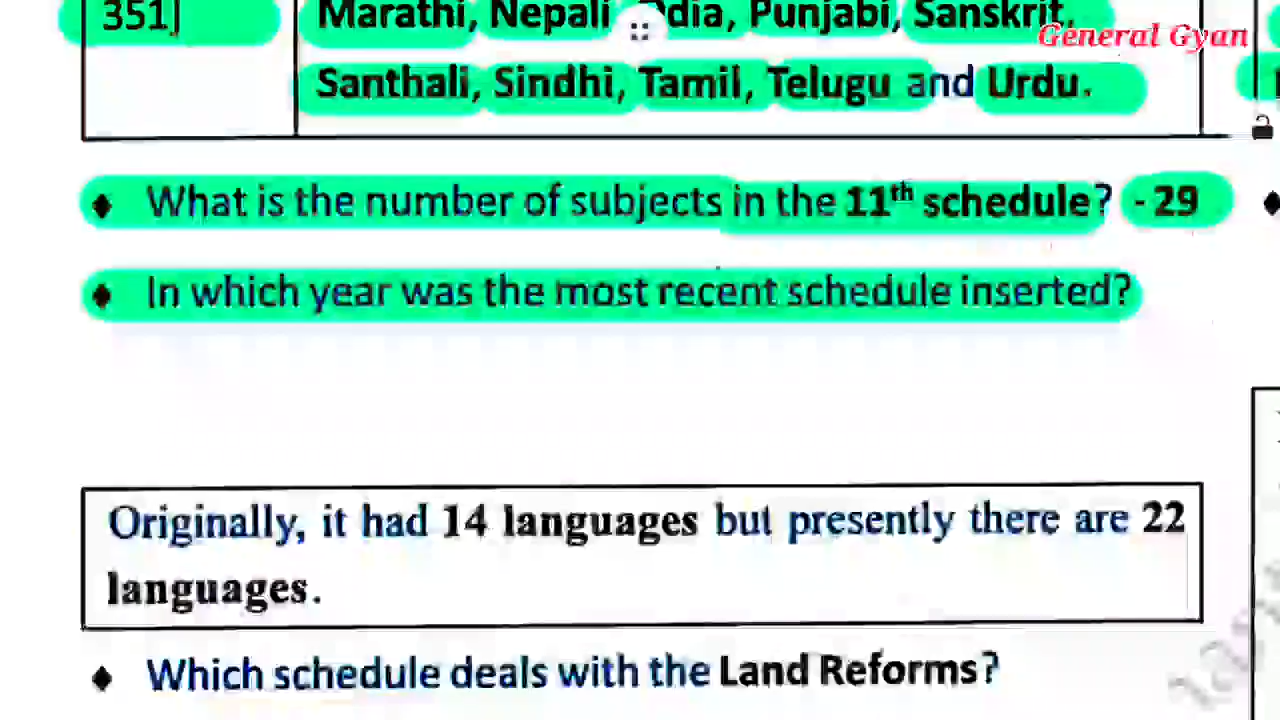 351]
Marathi, Nepali, Odia, Punjabi, Sanskrit,
General Gyan
Santhali, Sindhi, Tamil, Telugu and Urdu.
♦ What is the number of subjects in the 11th schedule? - 29
♦ In which year was the most recent schedule inserted?
Originally, it had 14 languages but presently there are 22
languages.
♦ Which schedule deals with the Land Reforms?